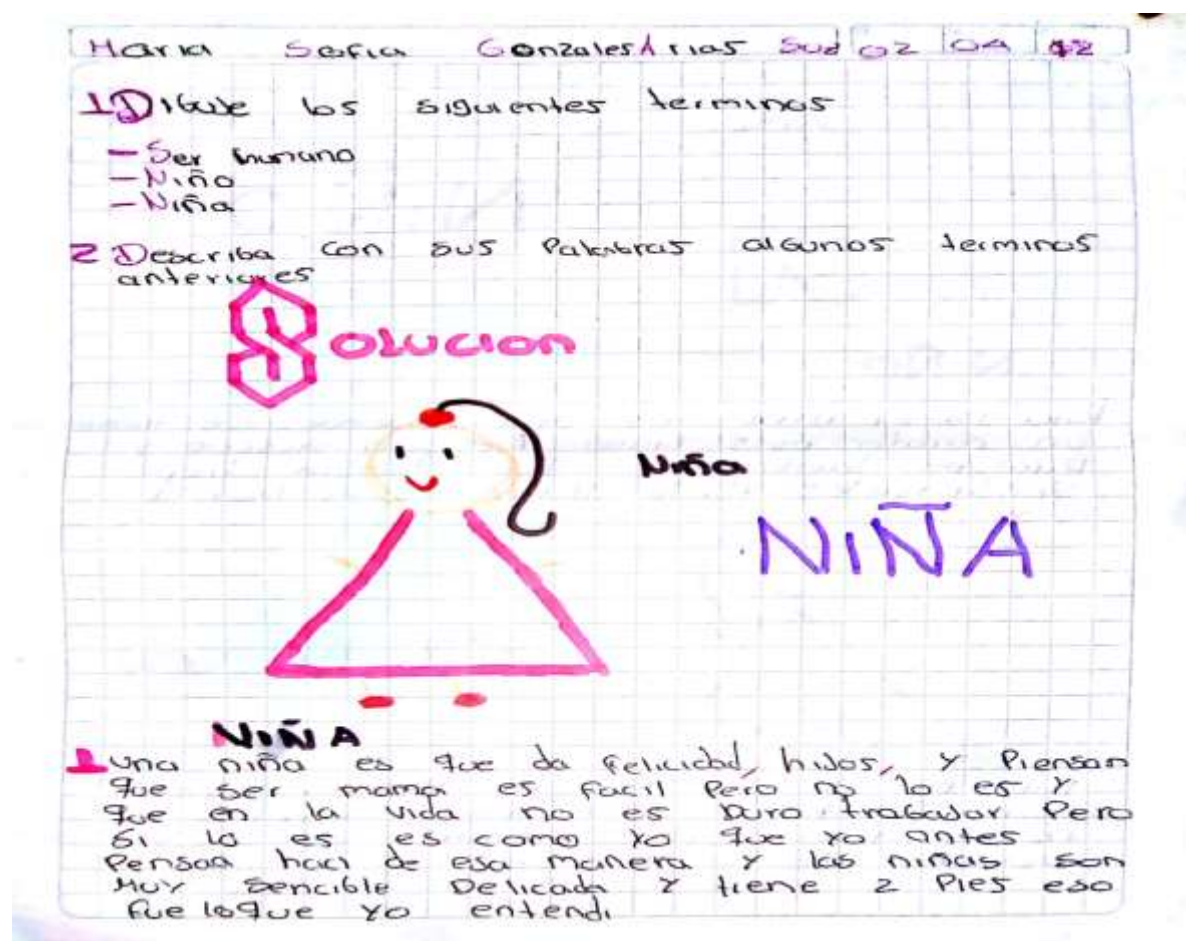 Maria Sofia Gonzales Arias Sud 02 04 12
1 Dibuje los siguientes terminos
- Ser humano
- Niño
- Niña
2 Describa con sus Palabras algunos terminos
anteriores
Solucion
Niña
NIÑA
NIÑA
1 una niña es que da felicidad, hijos, y Piensan
que ser mama es facil Pero no lo es y
que en la vida no es Duro trabajar Pero
si lo es es como yo que yo antes
Pensaa haci de esa manera y las niñas son
Muy sencible Delicada y tiene 2 Pies eso
fue loque yo entendi